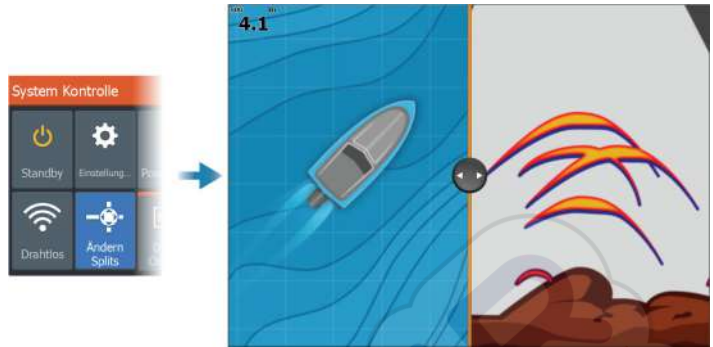 System Kontrolle
Standby
Einstellung...
Drahtlos
Ändern
Splits
4.1